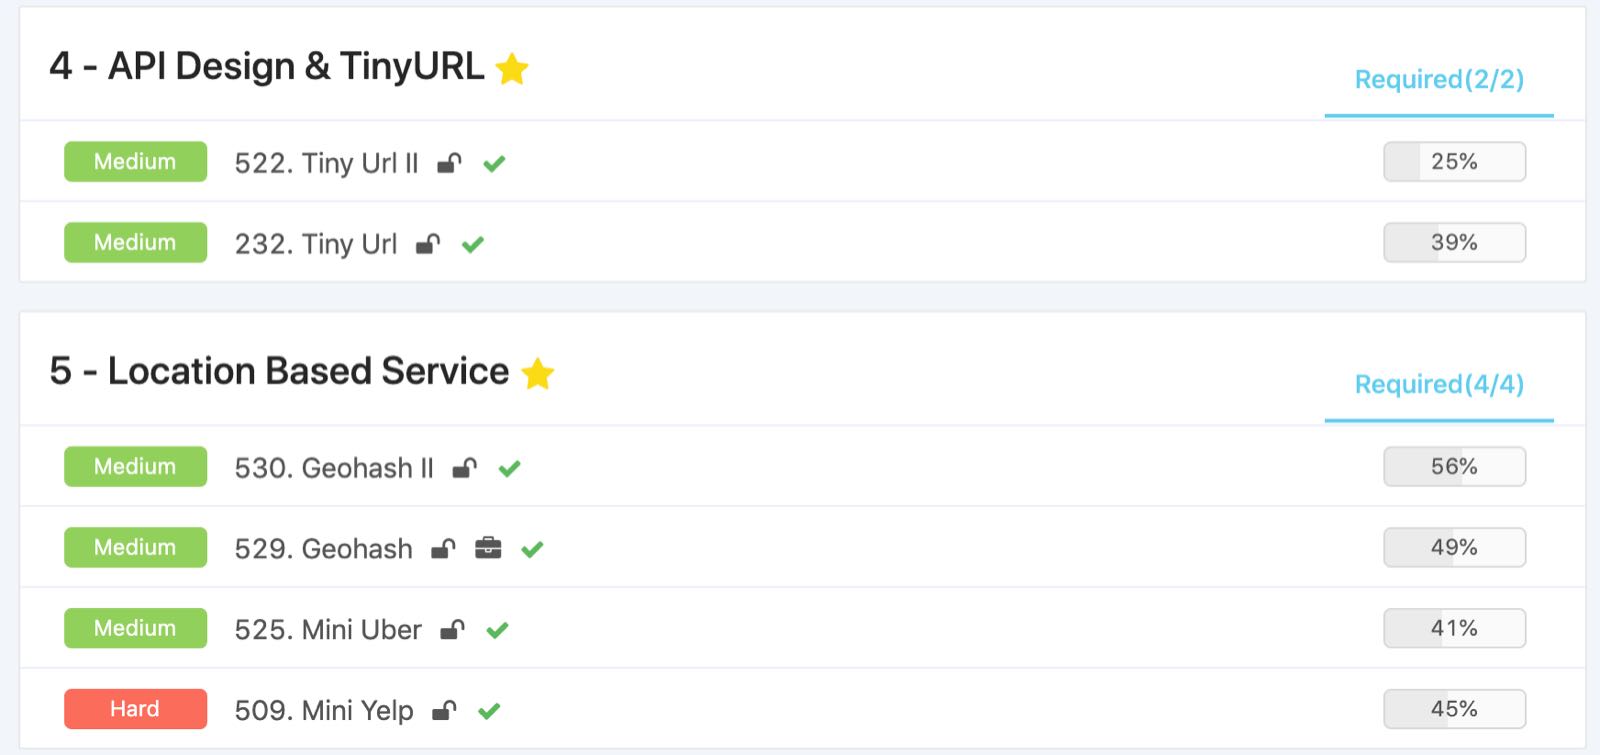 4 - API Design & TinyURL
Required(2/2)
Medium 522. Tiny Url II 25%
Medium 232. Tiny Url 39%
5 - Location Based Service
Required(4/4)
Medium 530. Geohash II 56%
Medium 529. Geohash 49%
Medium 525. Mini Uber 41%
Hard 509. Mini Yelp 45%